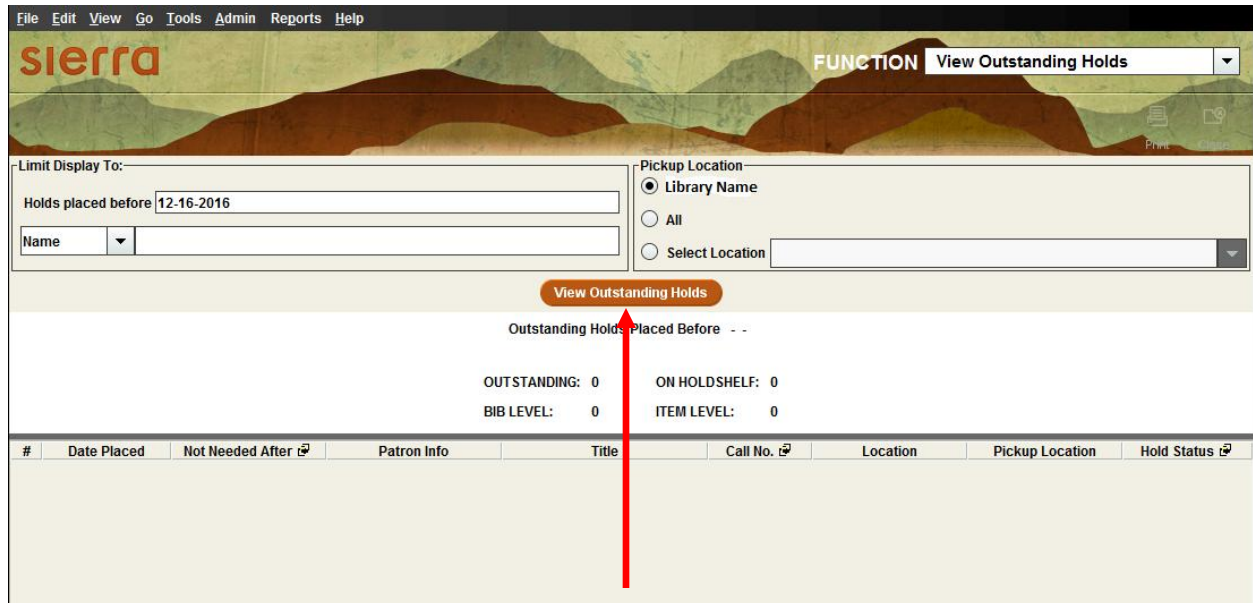 File Edit View Go Tools Admin Reports Help
sierra
FUNCTION View Outstanding Holds
Print Close
Limit Display To:
Holds placed before 12-16-2016
Name
Pickup Location
Library Name
All
Select Location
View Outstanding Holds
Outstanding Holds Placed Before - -
OUTSTANDING: 0 ON HOLDSHELF: 0
BIB LEVEL: 0 ITEM LEVEL: 0
# Date Placed Not Needed After Patron Info Title Call No. Location Pickup Location Hold Status